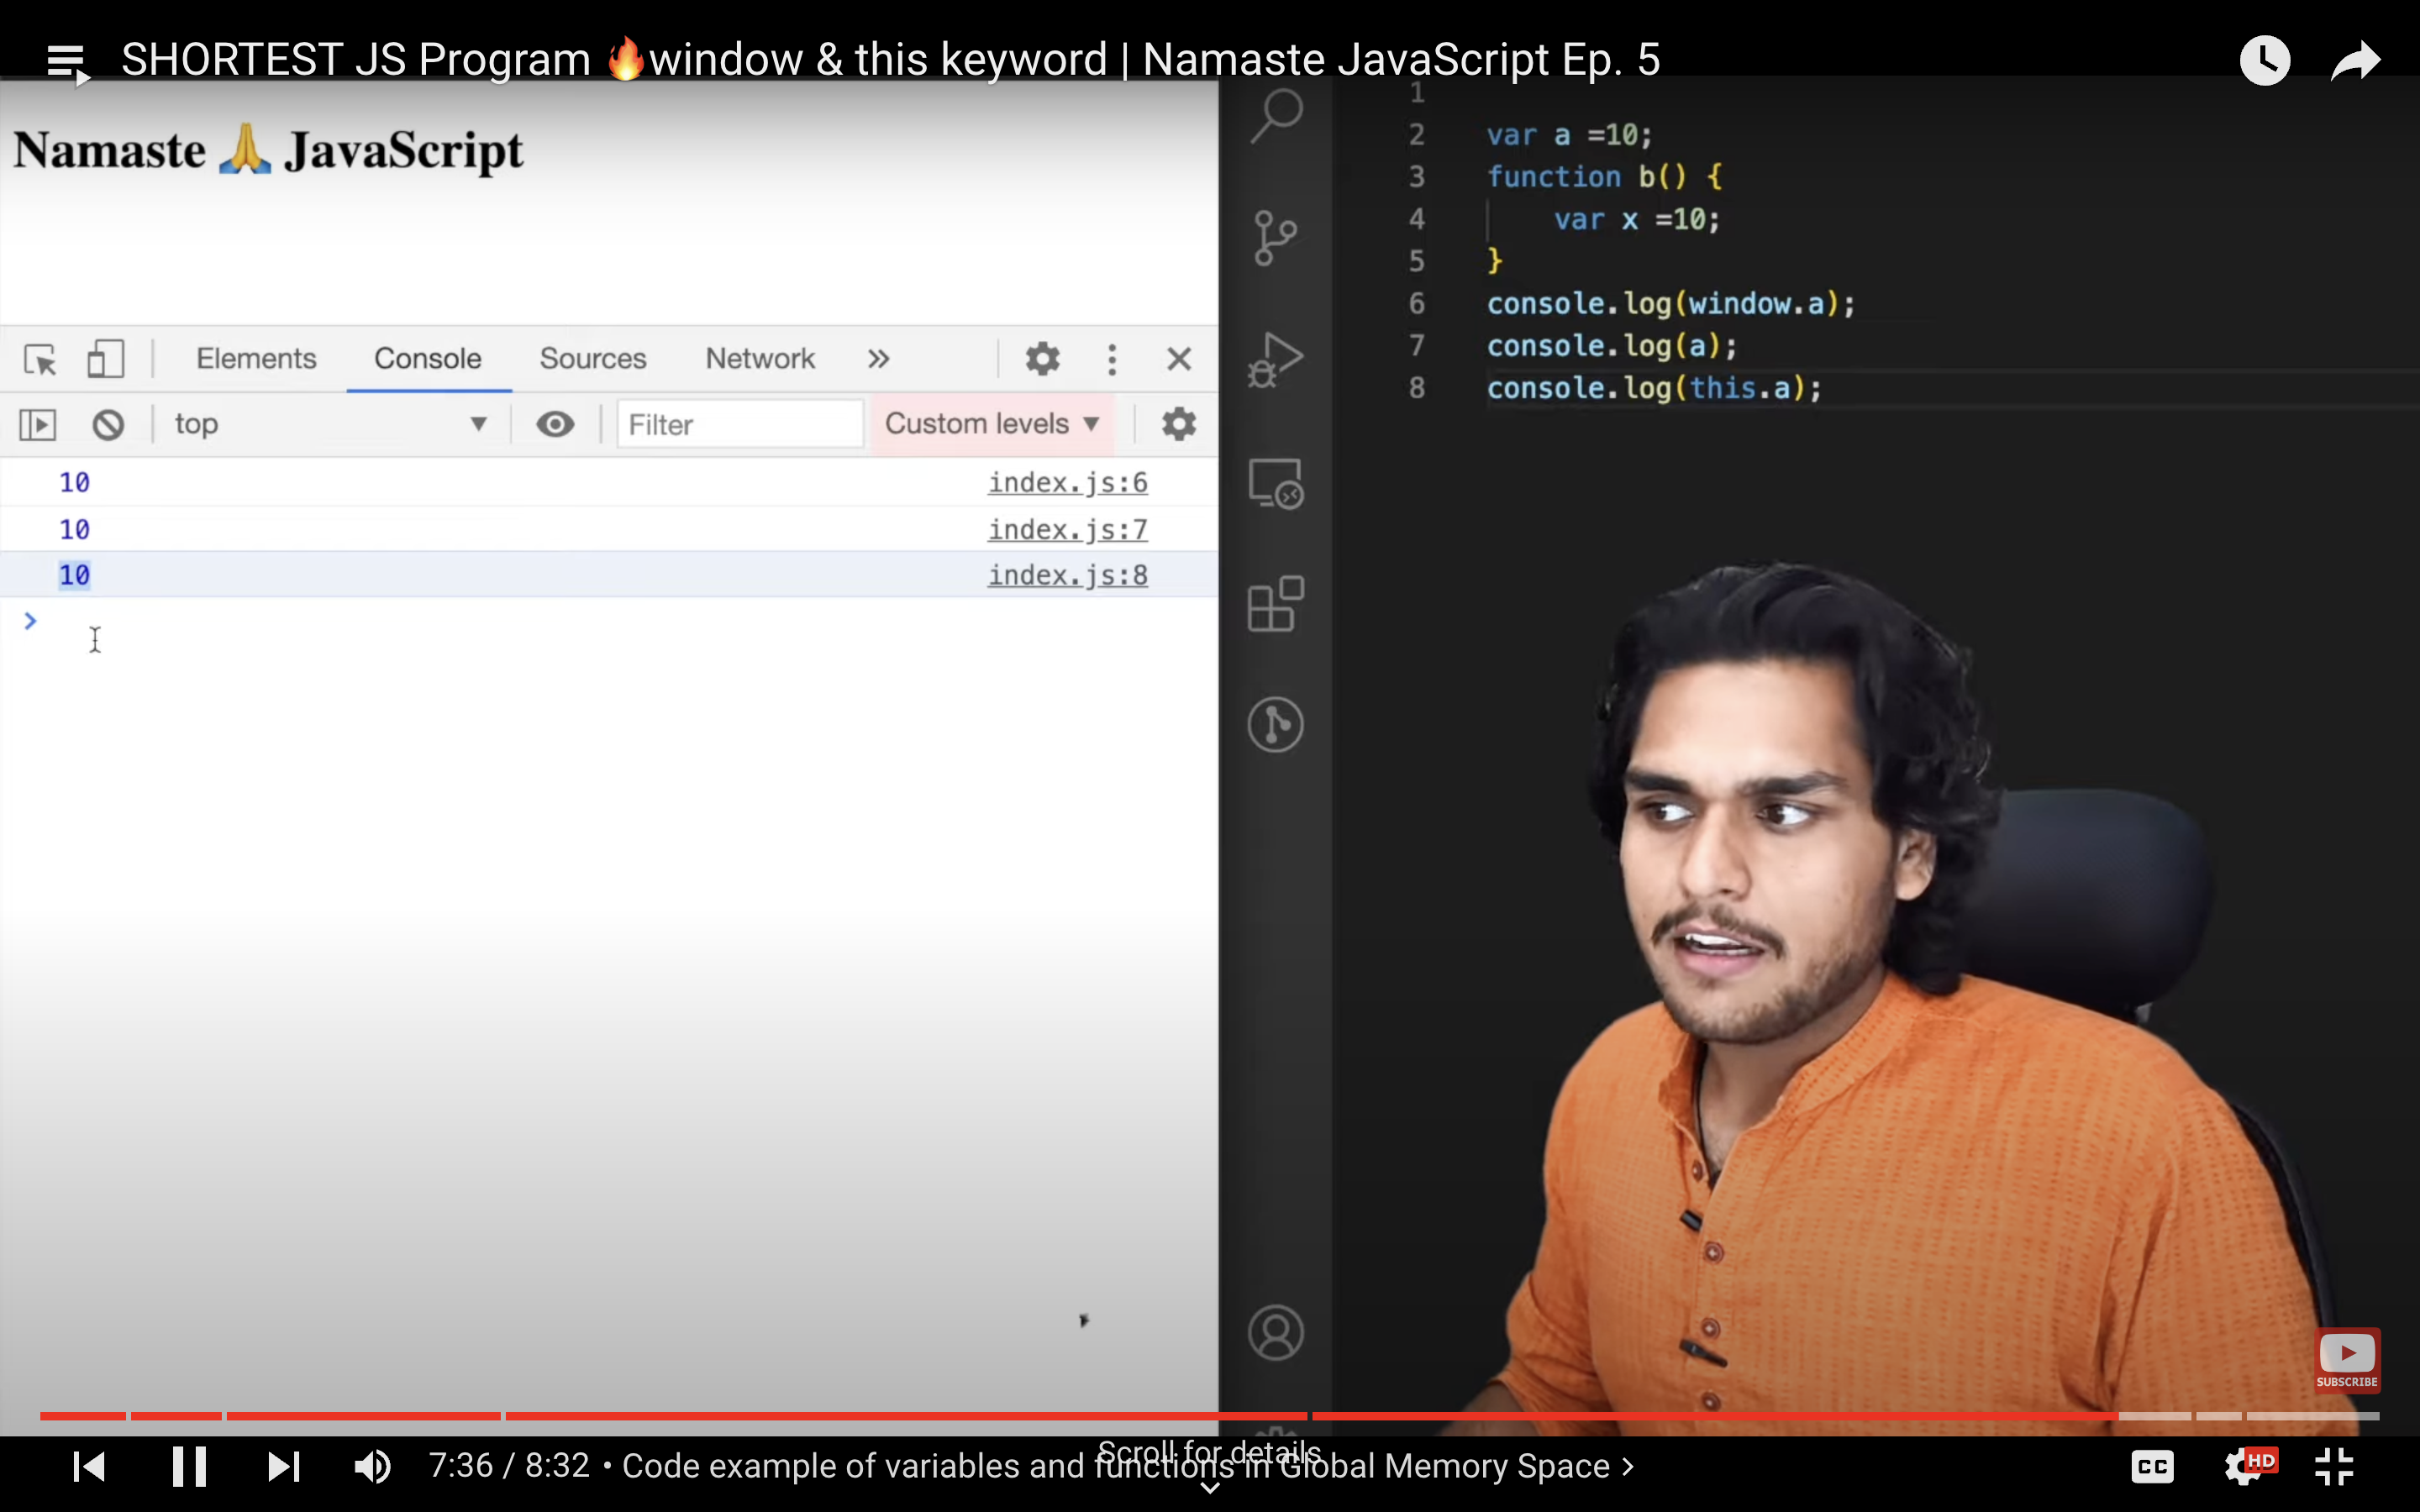 SHORTEST JS Program 🔥window & this keyword | Namaste JavaScript Ep. 5
Namaste 🙏 JavaScript
Elements Console Sources Network »
top Filter Custom levels ▼
10 index.js:6
10 index.js:7
10 index.js:8
>
1
2 var a =10;
3 function b() {
4 var x =10;
5 }
6 console.log(window.a);
7 console.log(a);
8 console.log(this.a);
SUBSCRIBE
7:36 / 8:32 • Code example of variables and functions in Global Memory Space >
Scroll for details
CC HD